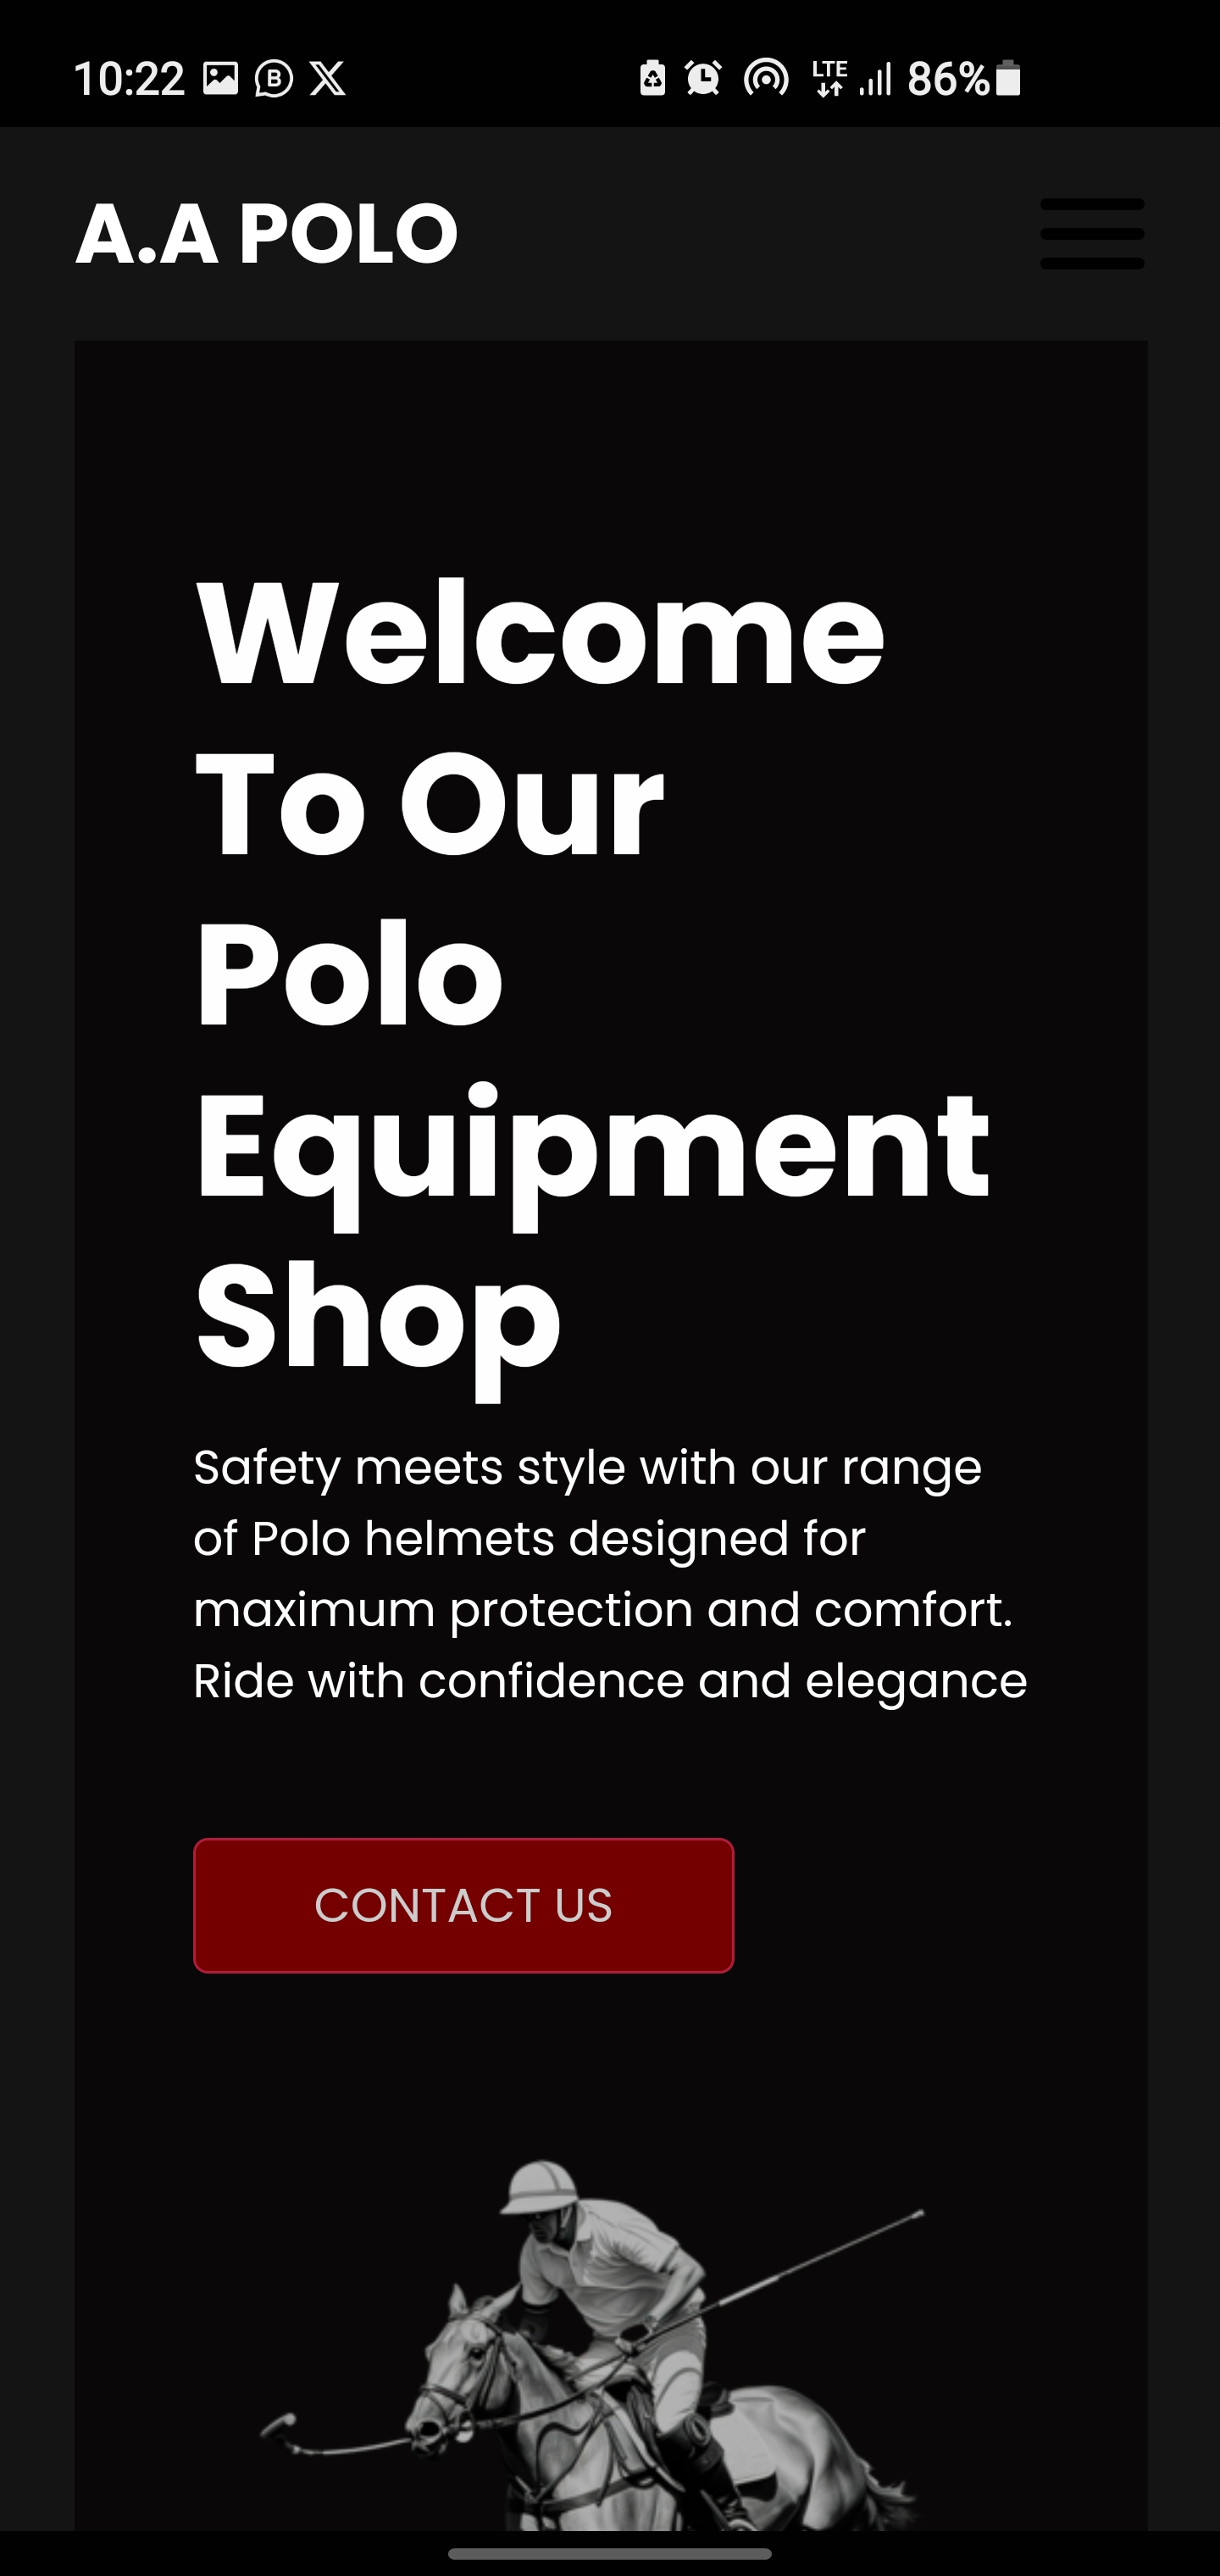 10:22 LTE 86%
A.A POLO
Welcome
To Our
Polo
Equipment
Shop
Safety meets style with our range
of Polo helmets designed for
maximum protection and comfort.
Ride with confidence and elegance
CONTACT US